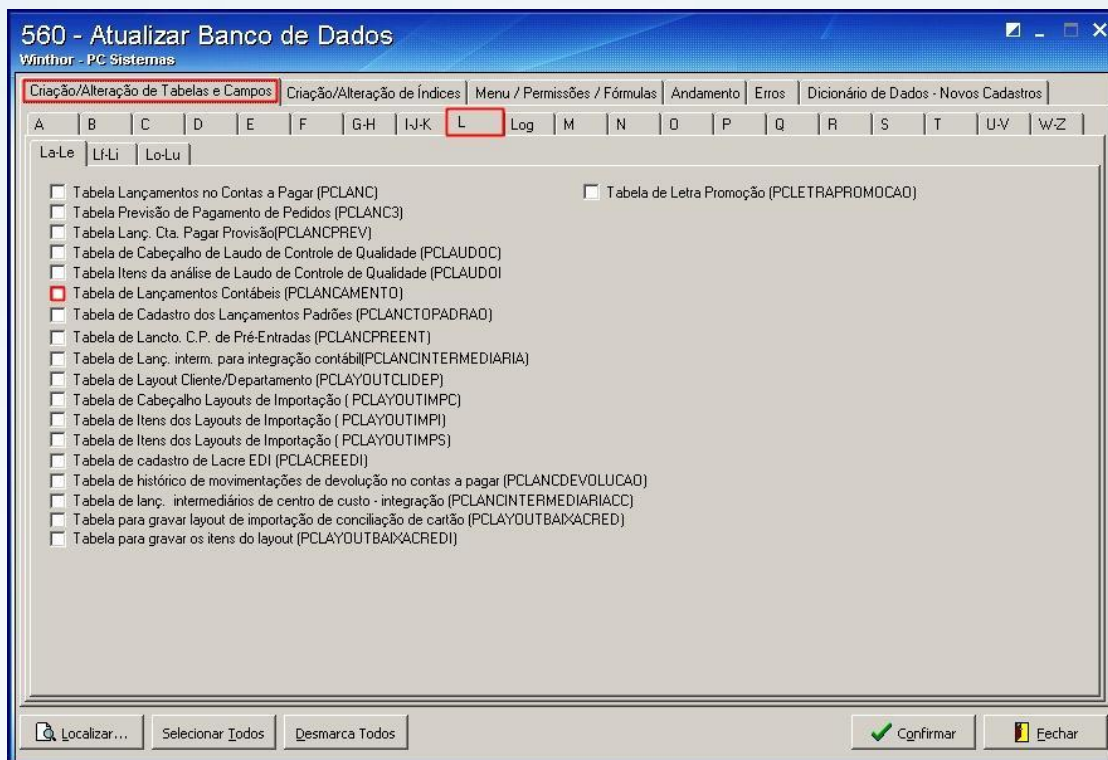 560 - Atualizar Banco de Dados
Winthor - PC Sistemas
Criação/Alteração de Tabelas e Campos Criação/Alteração de Índices Menu / Permissões / Fórmulas Andamento Erros Dicionário de Dados - Novos Cadastros
A B C D E F G-H I-J-K L Log M N O P Q R S T U-V W-Z
La-Le Lf-Li Lo-Lu
Tabela Lançamentos no Contas a Pagar (PCLANC)
Tabela Previsão de Pagamento de Pedidos (PCLANC3)
Tabela Lanç. Cta. Pagar Provisão(PCLANCPREV)
Tabela de Cabeçalho de Laudo de Controle de Qualidade (PCLAUDOC)
Tabela Itens da análise de Laudo de Controle de Qualidade (PCLAUDOI
Tabela de Lançamentos Contábeis (PCLANCAMENTO)
Tabela de Cadastro dos Lançamentos Padrões (PCLANCTOPADRAO)
Tabela de Lancto. C.P. de Pré-Entradas (PCLANCPREENT)
Tabela de Lanç. interm. para integração contábil(PCLANCINTERMEDIARIA)
Tabela de Layout Cliente/Departamento (PCLAYOUTCLIDEP)
Tabela de Cabeçalho Layouts de Importação ( PCLAYOUTIMPC)
Tabela de Itens dos Layouts de Importação ( PCLAYOUTIMPI)
Tabela de Itens dos Layouts de Importação ( PCLAYOUTIMPS)
Tabela de cadastro de Lacre EDI (PCLACREEDI)
Tabela de histórico de movimentações de devolução no contas a pagar (PCLANCDEVOLUCAO)
Tabela de lanç. intermediários de centro de custo - integração (PCLANCINTERMEDIARIACC)
Tabela para gravar layout de importação de conciliação de cartão (PCLAYOUTBAIXACRED)
Tabela para gravar os itens do layout (PCLAYOUTBAIXACREDI)
Tabela de Letra Promoção (PCLETRAPROMOCAO)
Localizar... Selecionar Todos Desmarca Todos Confirmar Fechar